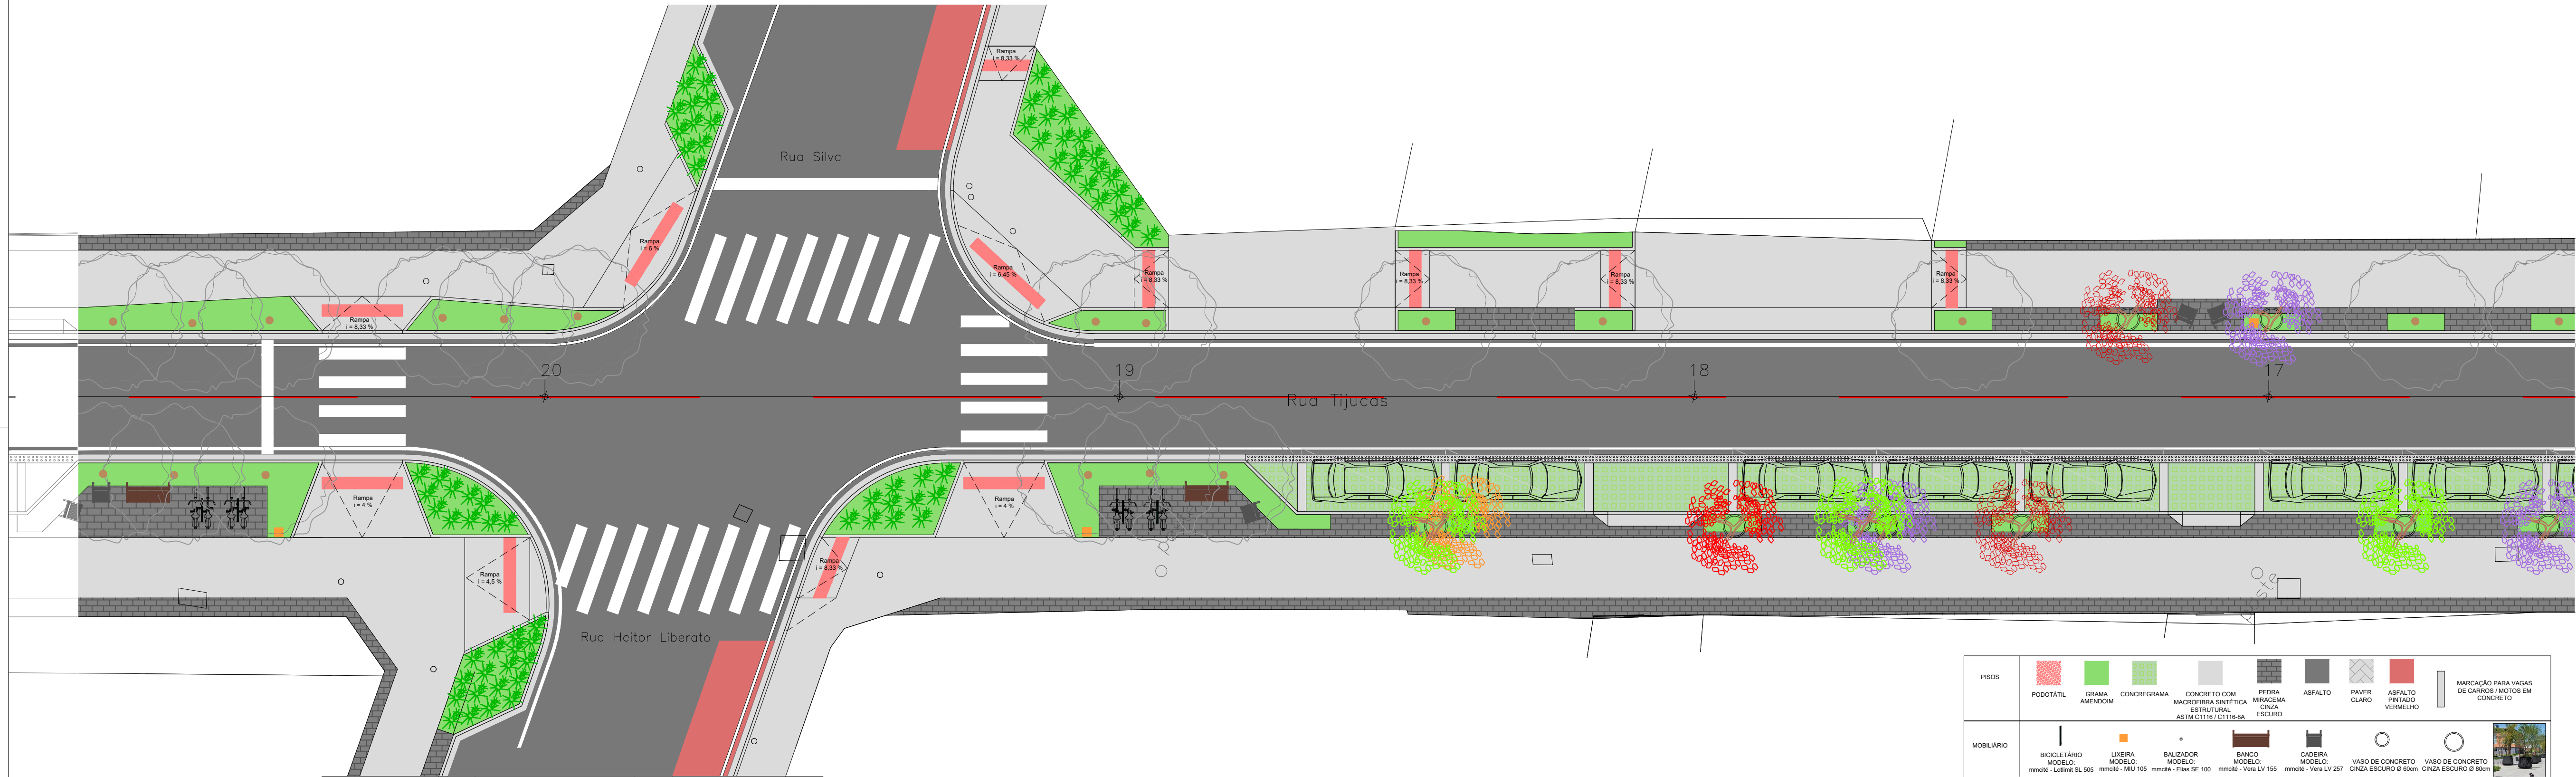 Rampa
i = 8,33 %
Rua Silva
Rampa
i = 6 %
Rampa
i = 6,45 %
Rampa
i = 8,33 %
Rampa
i = 8,33 %
Rampa
i = 8,33 %
Rampa
i = 8,33 %
Rampa
i = 8,33 %
20
19
18
17
Rua Tijucas
Rampa
i = 4 %
Rampa
i = 4 %
Rampa
i = 4,5 %
Rampa
i = 8,33 %
Rua Heitor Liberato
PISOS
PODOTÁTIL
GRAMA
AMENDOIM
CONCREGRAMA
CONCRETO COM
MACROFIBRA SINTÉTICA
ESTRUTURAL
ASTM C1116 / C1116-8A
PEDRA
MIRACEMA
CINZA
ESCURO
ASFALTO
PAVER
CLARO
ASFALTO
PINTADO
VERMELHO
MARCAÇÃO PARA VAGAS
DE CARROS / MOTOS EM
CONCRETO
MOBILIÁRIO
BICICLETÁRIO
MODELO:
mmcité - Lotlimit SL 505
LIXEIRA
MODELO:
mmcité - MIU 105
BALIZADOR
MODELO:
mmcité - Elias SE 100
BANCO
MODELO:
mmcité - Vera LV 155
CADEIRA
MODELO:
mmcité - Vera LV 257
VASO DE CONCRETO
CINZA ESCURO Ø 60cm
VASO DE CONCRETO
CINZA ESCURO Ø 80cm